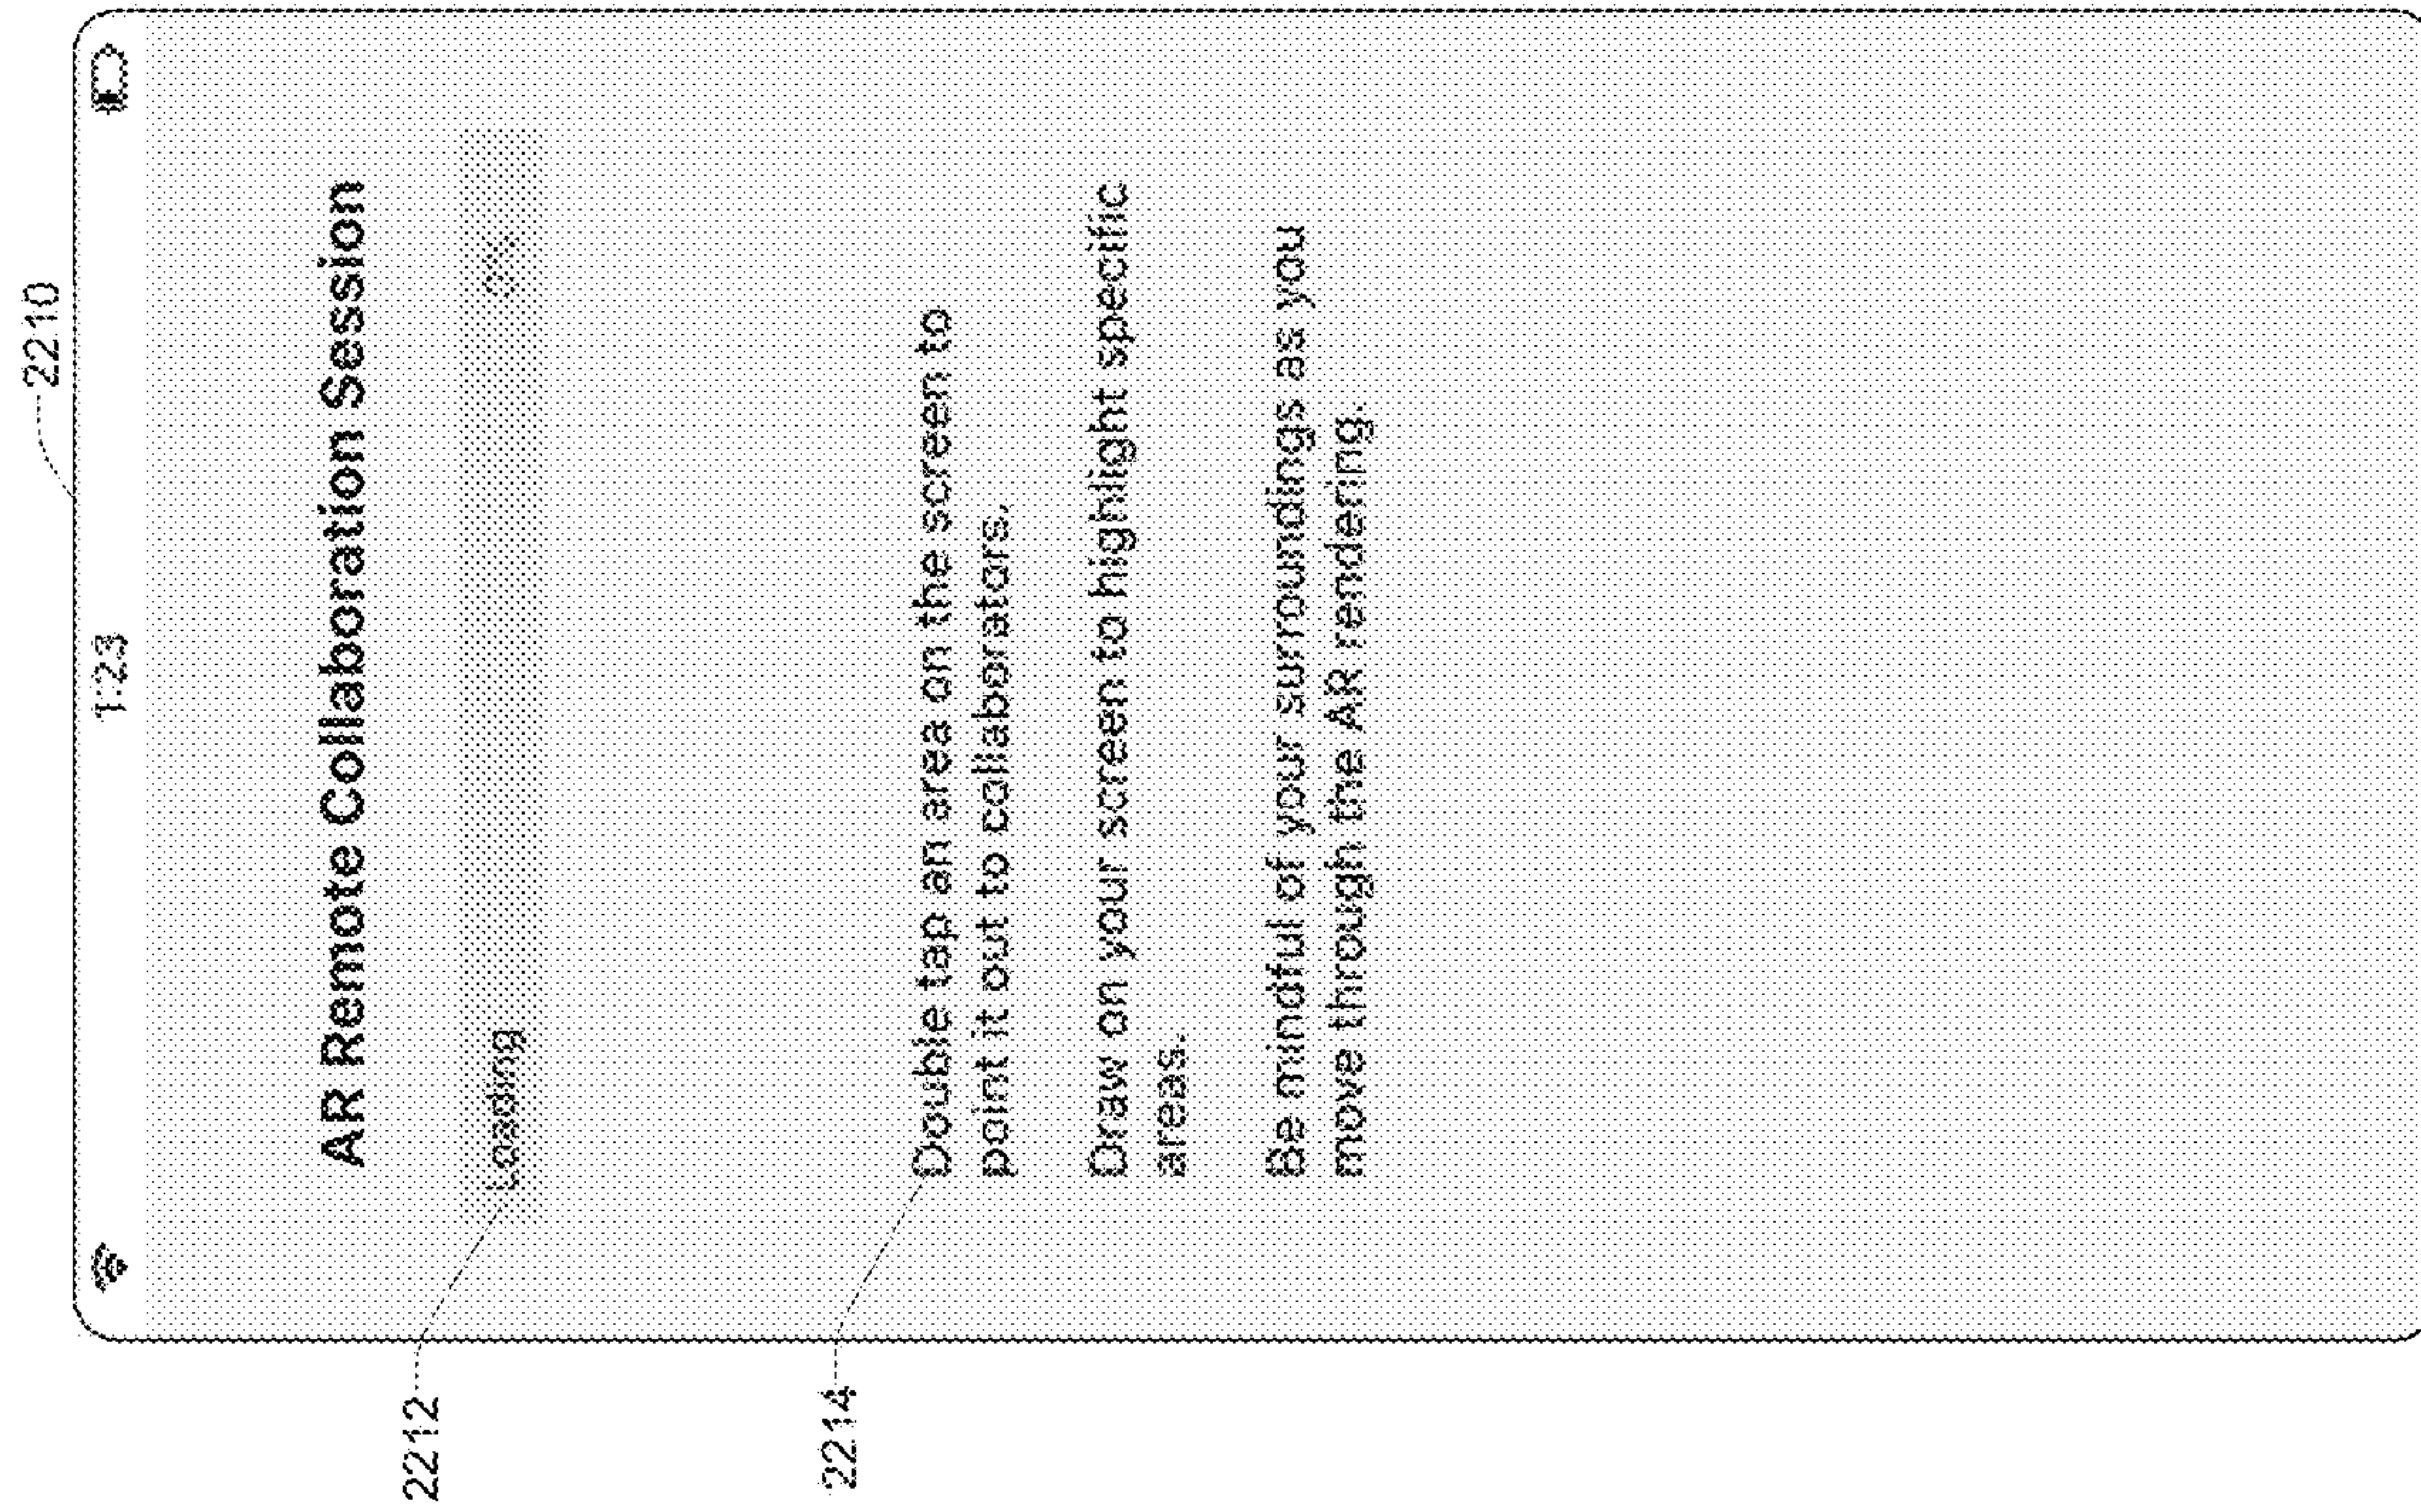 2210
1:23
AR Remote Collaboration Session
2212
Loading
2214
Double tap an area on the screen to
point it out to collaborators.
Draw on your screen to highlight specific
areas.
Be mindful of your surroundings as you
move through the AR rendering.